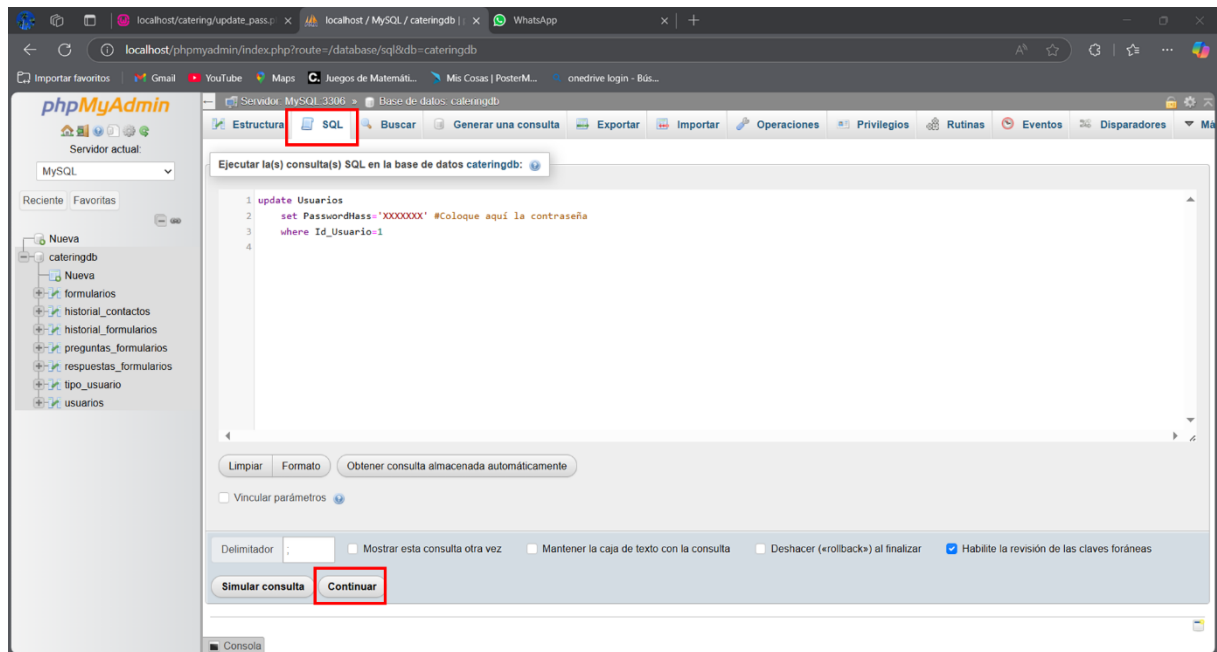 localhost/catering/update_pass.p
localhost / MySQL / cateringdb |
WhatsApp
localhost/phpmyadmin/index.php?route=/database/sql&db=cateringdb
Importar favoritos
Gmail
YouTube
Maps
Juegos de Matemáti...
Mis Cosas | PosterM...
onedrive login - Bús...
phpMyAdmin
Servidor actual:
MySQL
Reciente
Favoritas
Nueva
cateringdb
Nueva
formularios
historial_contactos
historial_formularios
preguntas_formularios
respuestas_formularios
tipo_usuario
usuarios
Servidor: MySQL:3306 » Base de datos: cateringdb
Estructura
SQL
Buscar
Generar una consulta
Exportar
Importar
Operaciones
Privilegios
Rutinas
Eventos
Disparadores
Má
Ejecutar la(s) consulta(s) SQL en la base de datos cateringdb:
1 update Usuarios
2 set PasswordHass='XXXXXXX' #Coloque aquí la contraseña
3 where Id_Usuario=1
4
Limpiar
Formato
Obtener consulta almacenada automáticamente
Vincular parámetros
Delimitador ;
Mostrar esta consulta otra vez
Mantener la caja de texto con la consulta
Deshacer («rollback») al finalizar
Habilite la revisión de las claves foráneas
Simular consulta
Continuar
Consola